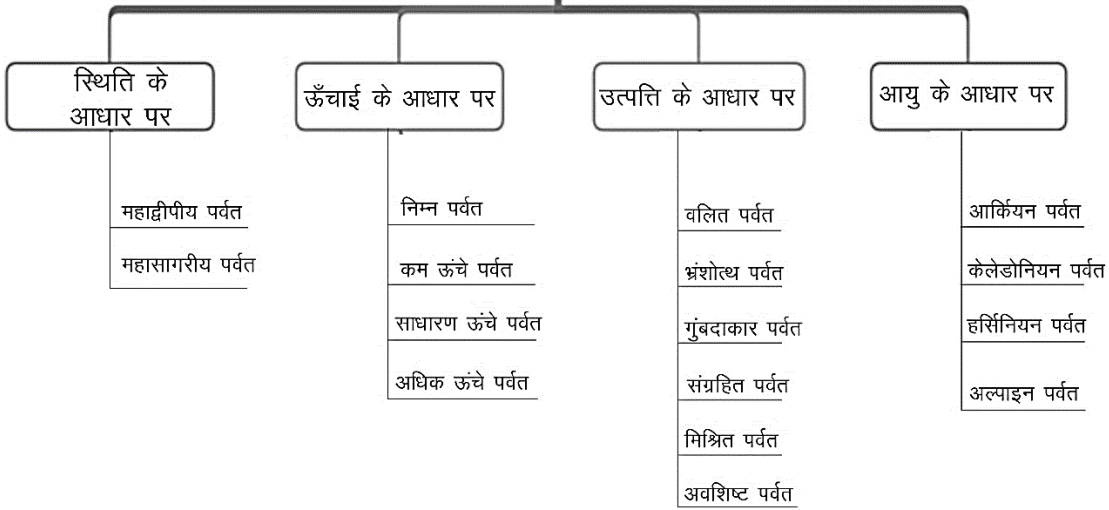 स्थिति के
आधार पर
महाद्वीपीय पर्वत
महासागरीय पर्वत
ऊँचाई के आधार पर
निम्न पर्वत
कम ऊंचे पर्वत
साधारण ऊंचे पर्वत
अधिक ऊंचे पर्वत
उत्पत्ति के आधार पर
वलित पर्वत
भ्रंशोत्थ पर्वत
गुंबदाकार पर्वत
संग्रहित पर्वत
मिश्रित पर्वत
अवशिष्ट पर्वत
आयु के आधार पर
आर्कियन पर्वत
केलेडोनियन पर्वत
हर्सिनियन पर्वत
अल्पाइन पर्वत